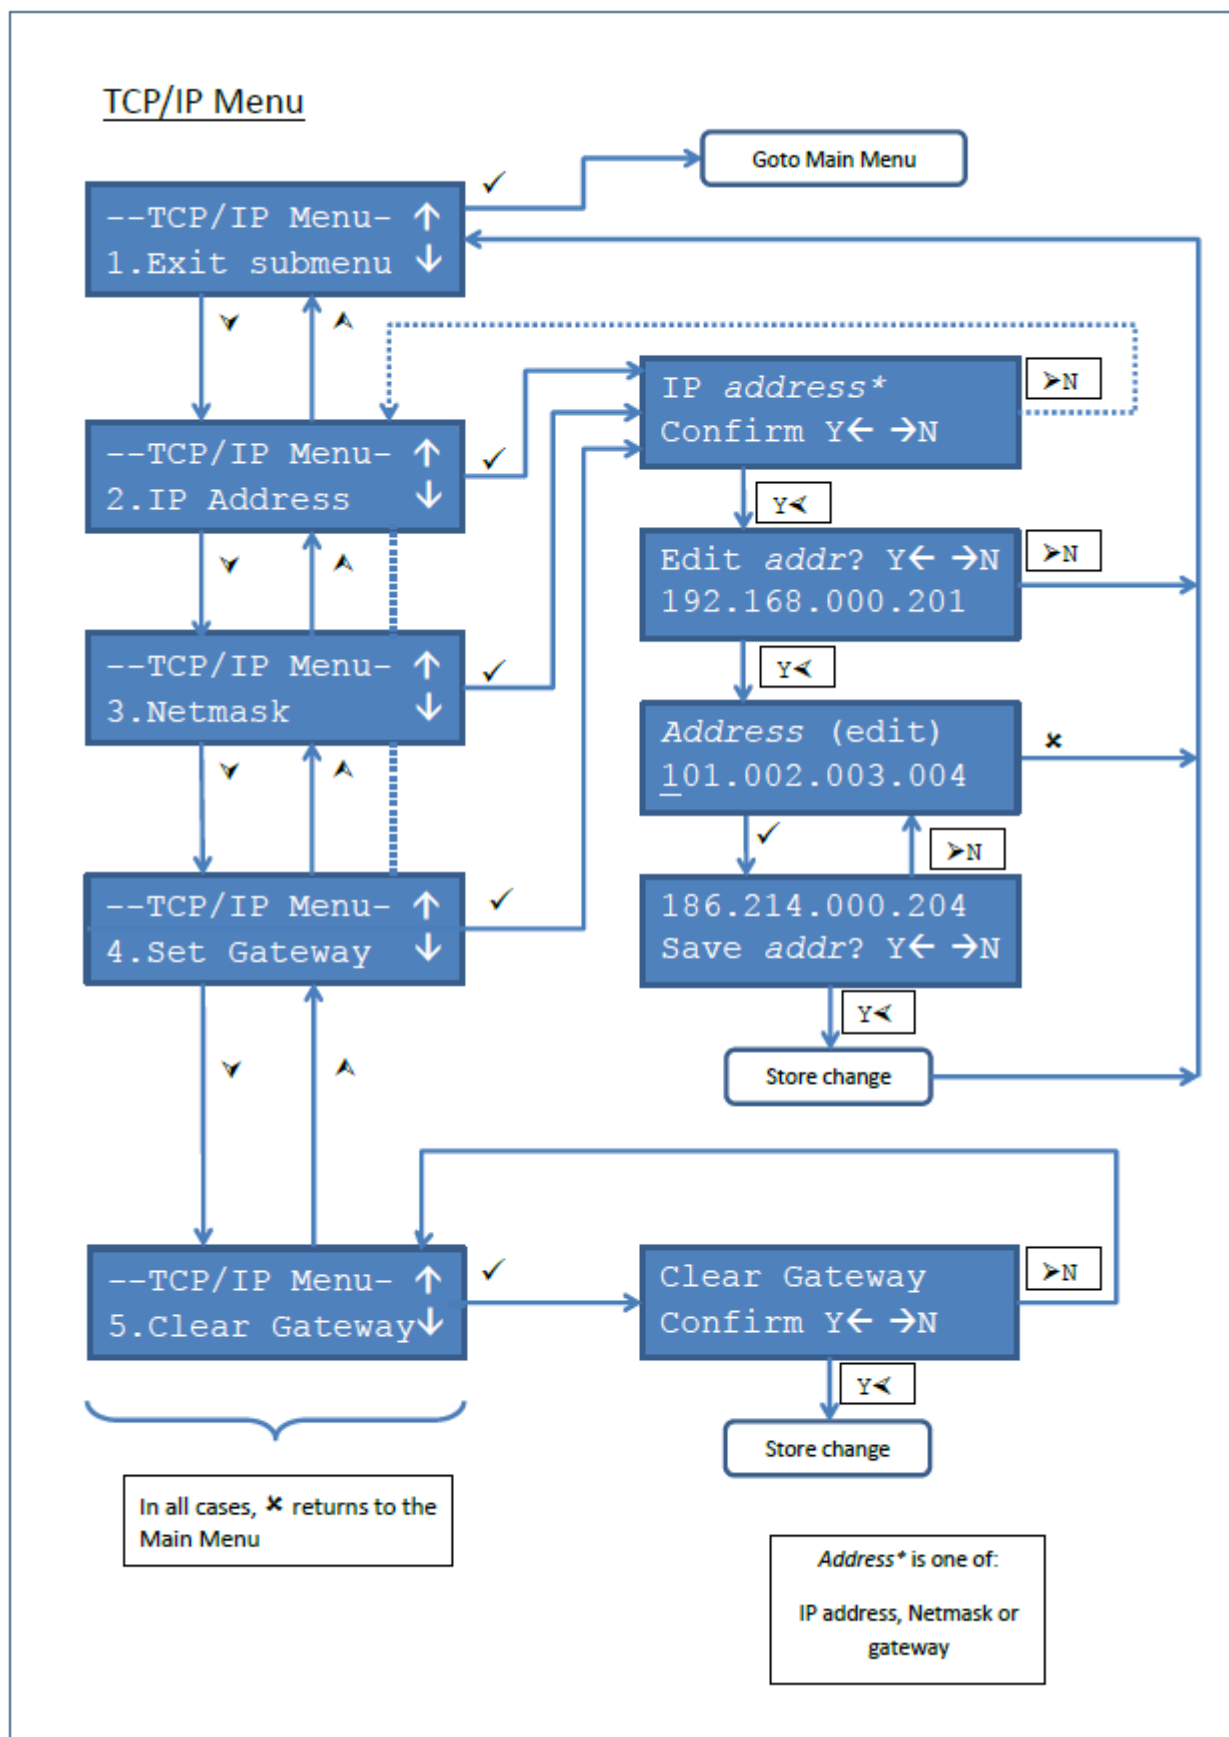 TCP/IP Menu
Goto Main Menu
✓
--TCP/IP Menu- ↑
1.Exit submenu ↓
⮟ ⮝
IP address*
Confirm Y← →N
➢N
--TCP/IP Menu- ↑
2.IP Address ↓
✓
Y⮘
⮟ ⮝
Edit addr? Y← →N
192.168.000.201
➢N
--TCP/IP Menu- ↑
3.Netmask ↓
✓
Y⮘
⮟ ⮝
Address (edit)
101.002.003.004
×
✓
➢N
--TCP/IP Menu- ↑
4.Set Gateway ↓
✓
186.214.000.204
Save addr? Y← →N
Y⮘
⮟ ⮝
Store change
--TCP/IP Menu- ↑
5.Clear Gateway↓
✓
Clear Gateway
Confirm Y← →N
➢N
Y⮘
Store change
In all cases, × returns to the
Main Menu
Address* is one of:
IP address, Netmask or
gateway